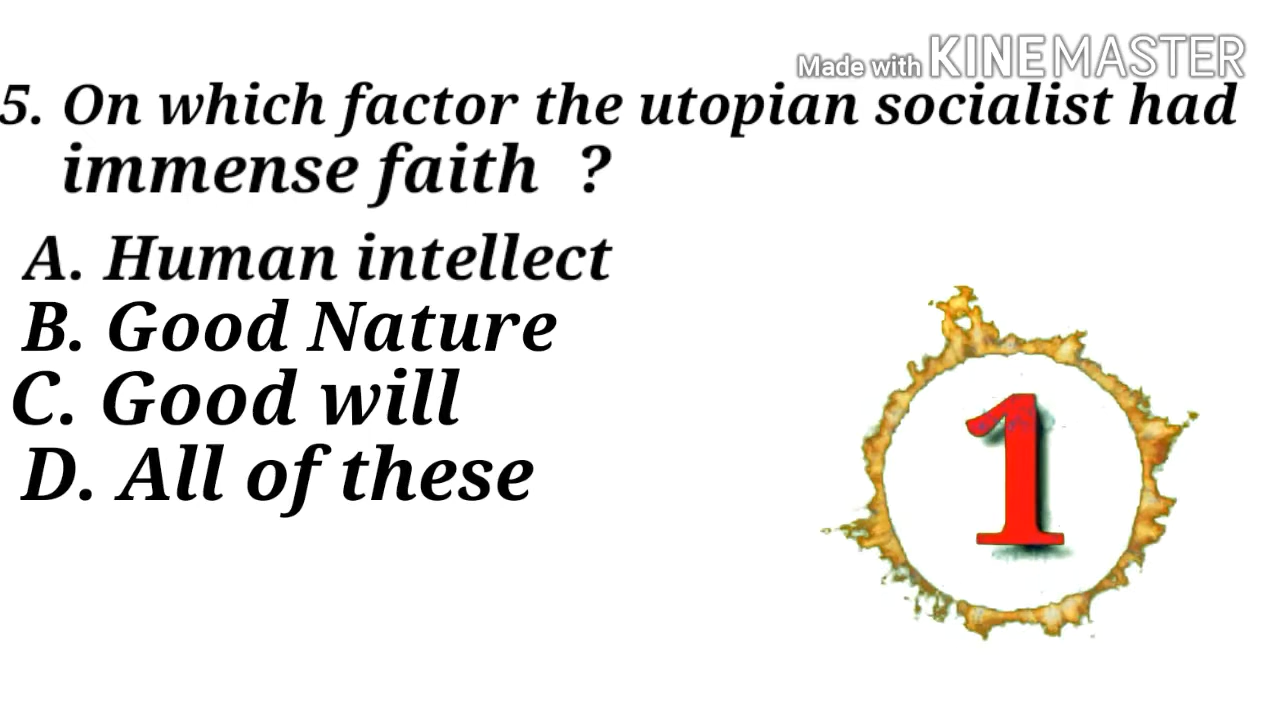 Made with KINEMASTER
5. On which factor the utopian socialist had
immense faith ?
A. Human intellect
B. Good Nature
C. Good will
D. All of these
1